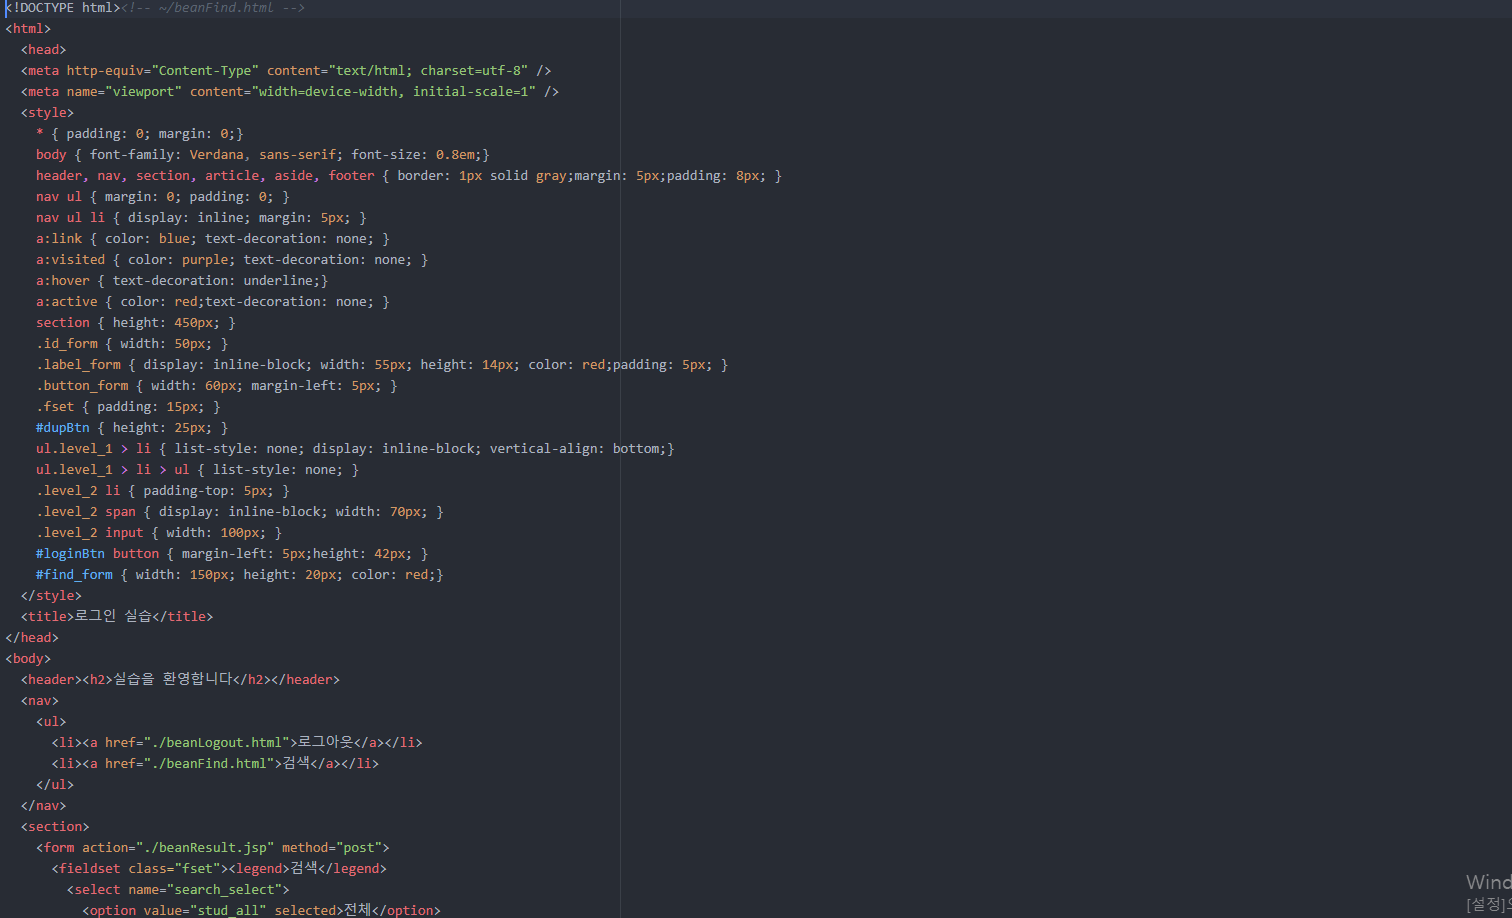 <!DOCTYPE html><!-- ~/beanFind.html -->
<html>
  <head>
  <meta http-equiv="Content-Type" content="text/html; charset=utf-8" />
  <meta name="viewport" content="width=device-width, initial-scale=1" />
  <style>
    * { padding: 0; margin: 0;}
    body { font-family: Verdana, sans-serif; font-size: 0.8em;}
    header, nav, section, article, aside, footer { border: 1px solid gray;margin: 5px;padding: 8px; }
    nav ul { margin: 0; padding: 0; }
    nav ul li { display: inline; margin: 5px; }
    a:link { color: blue; text-decoration: none; }
    a:visited { color: purple; text-decoration: none; }
    a:hover { text-decoration: underline;}
    a:active { color: red;text-decoration: none; }
    section { height: 450px; }
    .id_form { width: 50px; }
    .label_form { display: inline-block; width: 55px; height: 14px; color: red;padding: 5px; }
    .button_form { width: 60px; margin-left: 5px; }
    .fset { padding: 15px; }
    #dupBtn { height: 25px; }
    ul.level_1 > li { list-style: none; display: inline-block; vertical-align: bottom;}
    ul.level_1 > li > ul { list-style: none; }
    .level_2 li { padding-top: 5px; }
    .level_2 span { display: inline-block; width: 70px; }
    .level_2 input { width: 100px; }
    #loginBtn button { margin-left: 5px;height: 42px; }
    #find_form { width: 150px; height: 20px; color: red;}
  </style>
  <title>로그인 실습</title>
</head>
<body>
  <header><h2>실습을 환영합니다</h2></header>
  <nav>
    <ul>
      <li><a href="./beanLogout.html">로그아웃</a></li>
      <li><a href="./beanFind.html">검색</a></li>
    </ul>
  </nav>
  <section>
    <form action="./beanResult.jsp" method="post">
      <fieldset class="fset"><legend>검색</legend>
        <select name="search_select">
          <option value="stud_all" selected>전체</option>
Wind
[설정]